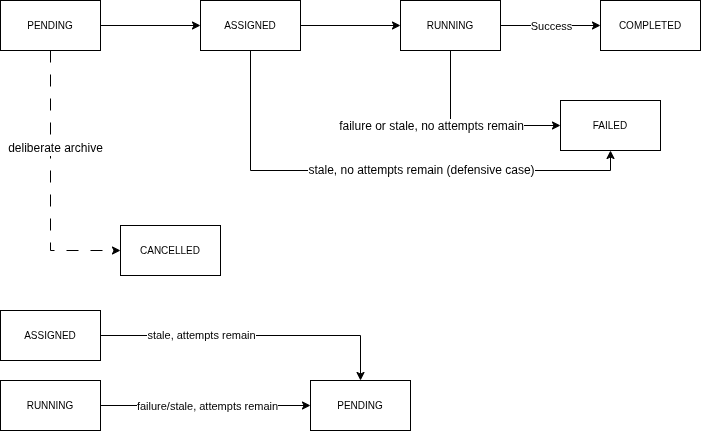 PENDING
ASSIGNED
RUNNING
Success
COMPLETED
failure or stale, no attempts remain
FAILED
deliberate archive
stale, no attempts remain (defensive case)
CANCELLED
ASSIGNED
stale, attempts remain
RUNNING
failure/stale, attempts remain
PENDING